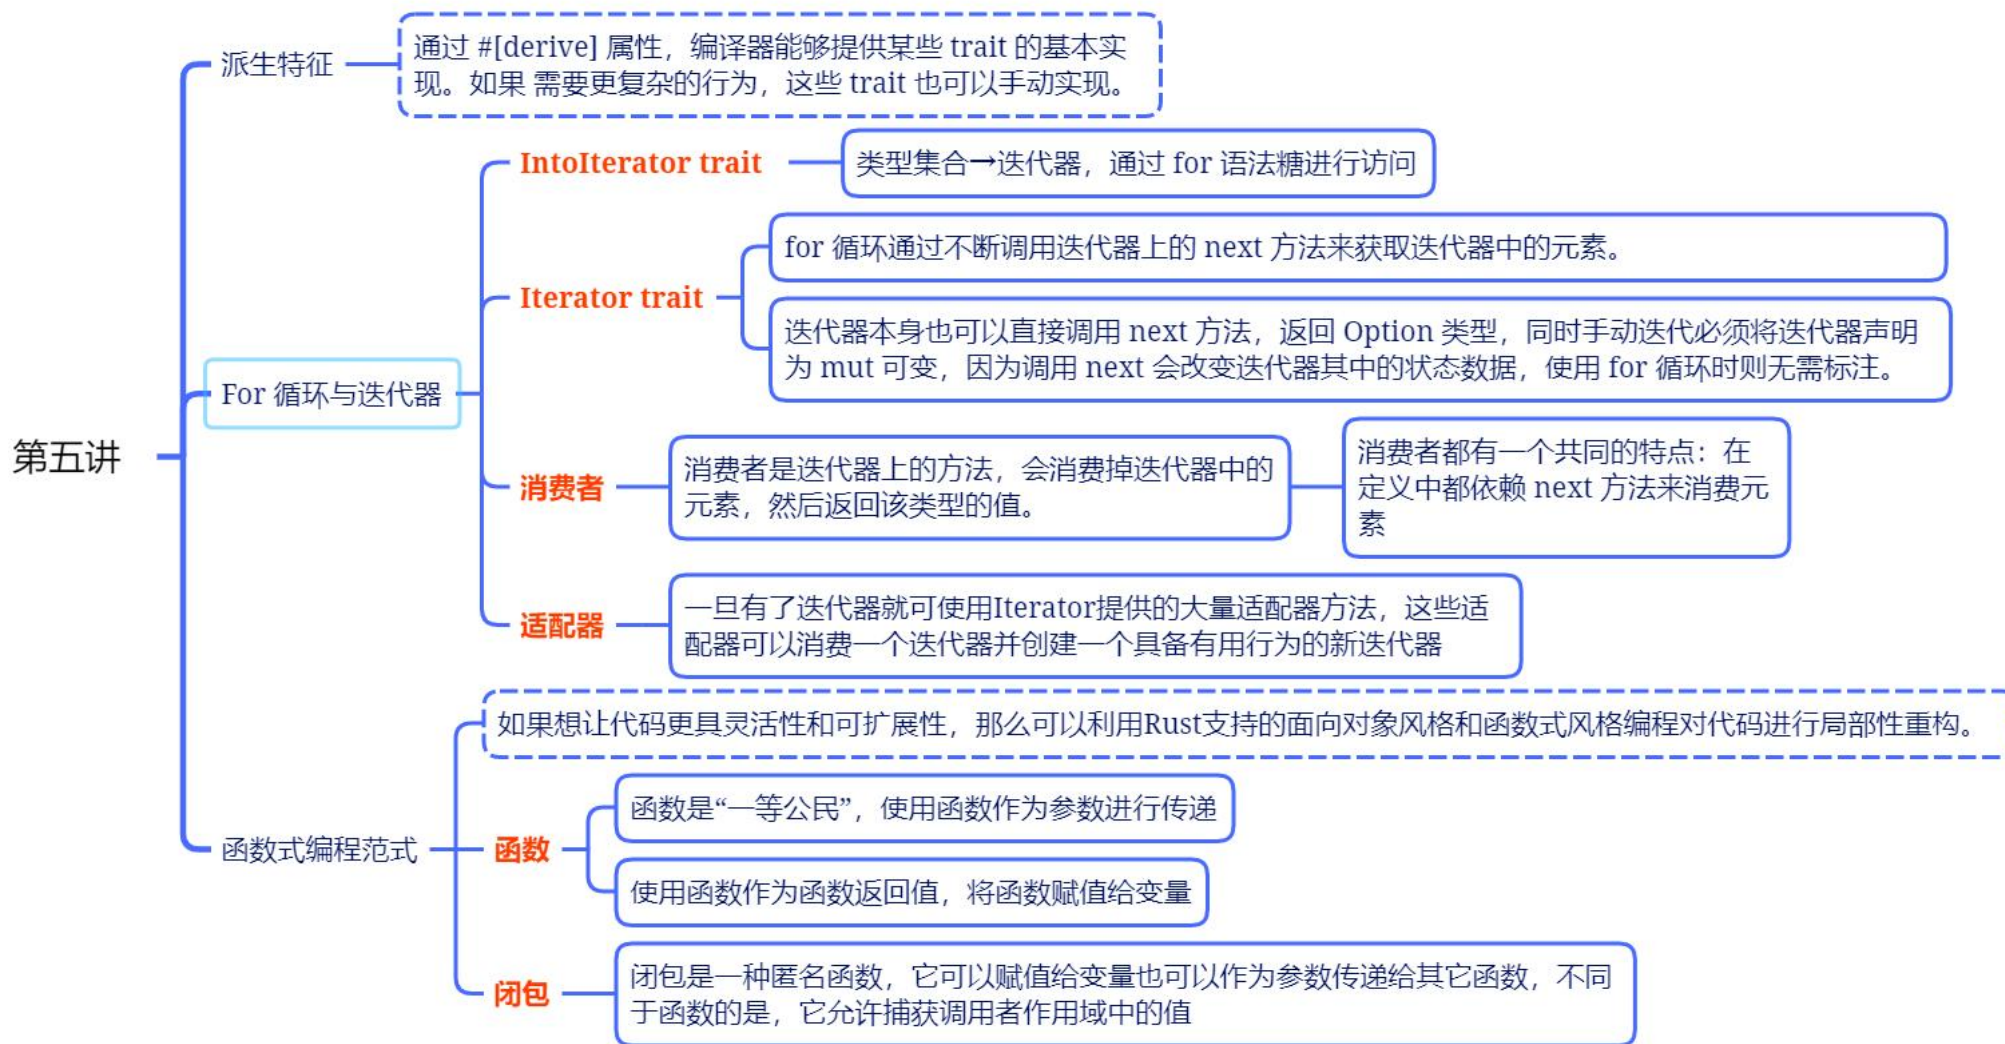 第五讲
派生特征
通过 #[derive] 属性，编译器能够提供某些 trait 的基本实
现。如果 需要更复杂的行为，这些 trait 也可以手动实现。
For 循环与迭代器
IntoIterator trait
类型集合→迭代器，通过 for 语法糖进行访问
Iterator trait
for 循环通过不断调用迭代器上的 next 方法来获取迭代器中的元素。
迭代器本身也可以直接调用 next 方法，返回 Option 类型，同时手动迭代必须将迭代器声明
为 mut 可变，因为调用 next 会改变迭代器其中的状态数据，使用 for 循环时则无需标注。
消费者
消费者是迭代器上的方法，会消费掉迭代器中的
元素，然后返回该类型的值。
消费者都有一个共同的特点：在
定义中都依赖 next 方法来消费元
素
适配器
一旦有了迭代器就可使用Iterator提供的大量适配器方法，这些适
配器可以消费一个迭代器并创建一个具备有用行为的新迭代器
函数式编程范式
如果想让代码更具灵活性和可扩展性，那么可以利用Rust支持的面向对象风格和函数式风格编程对代码进行局部性重构。
函数
函数是“一等公民”，使用函数作为参数进行传递
使用函数作为函数返回值，将函数赋值给变量
闭包
闭包是一种匿名函数，它可以赋值给变量也可以作为参数传递给其它函数，不同
于函数的是，它允许捕获调用者作用域中的值